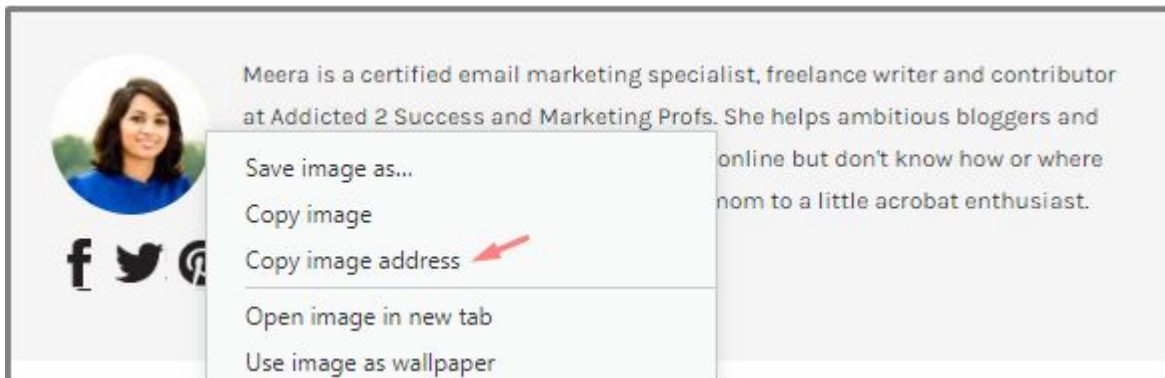 Meera is a certified email marketing specialist, freelance writer and contributor
at Addicted 2 Success and Marketing Profs. She helps ambitious bloggers and
online but don't know how or where
mom to a little acrobat enthusiast.
Save image as...
Copy image
Copy image address
Open image in new tab
Use image as wallpaper